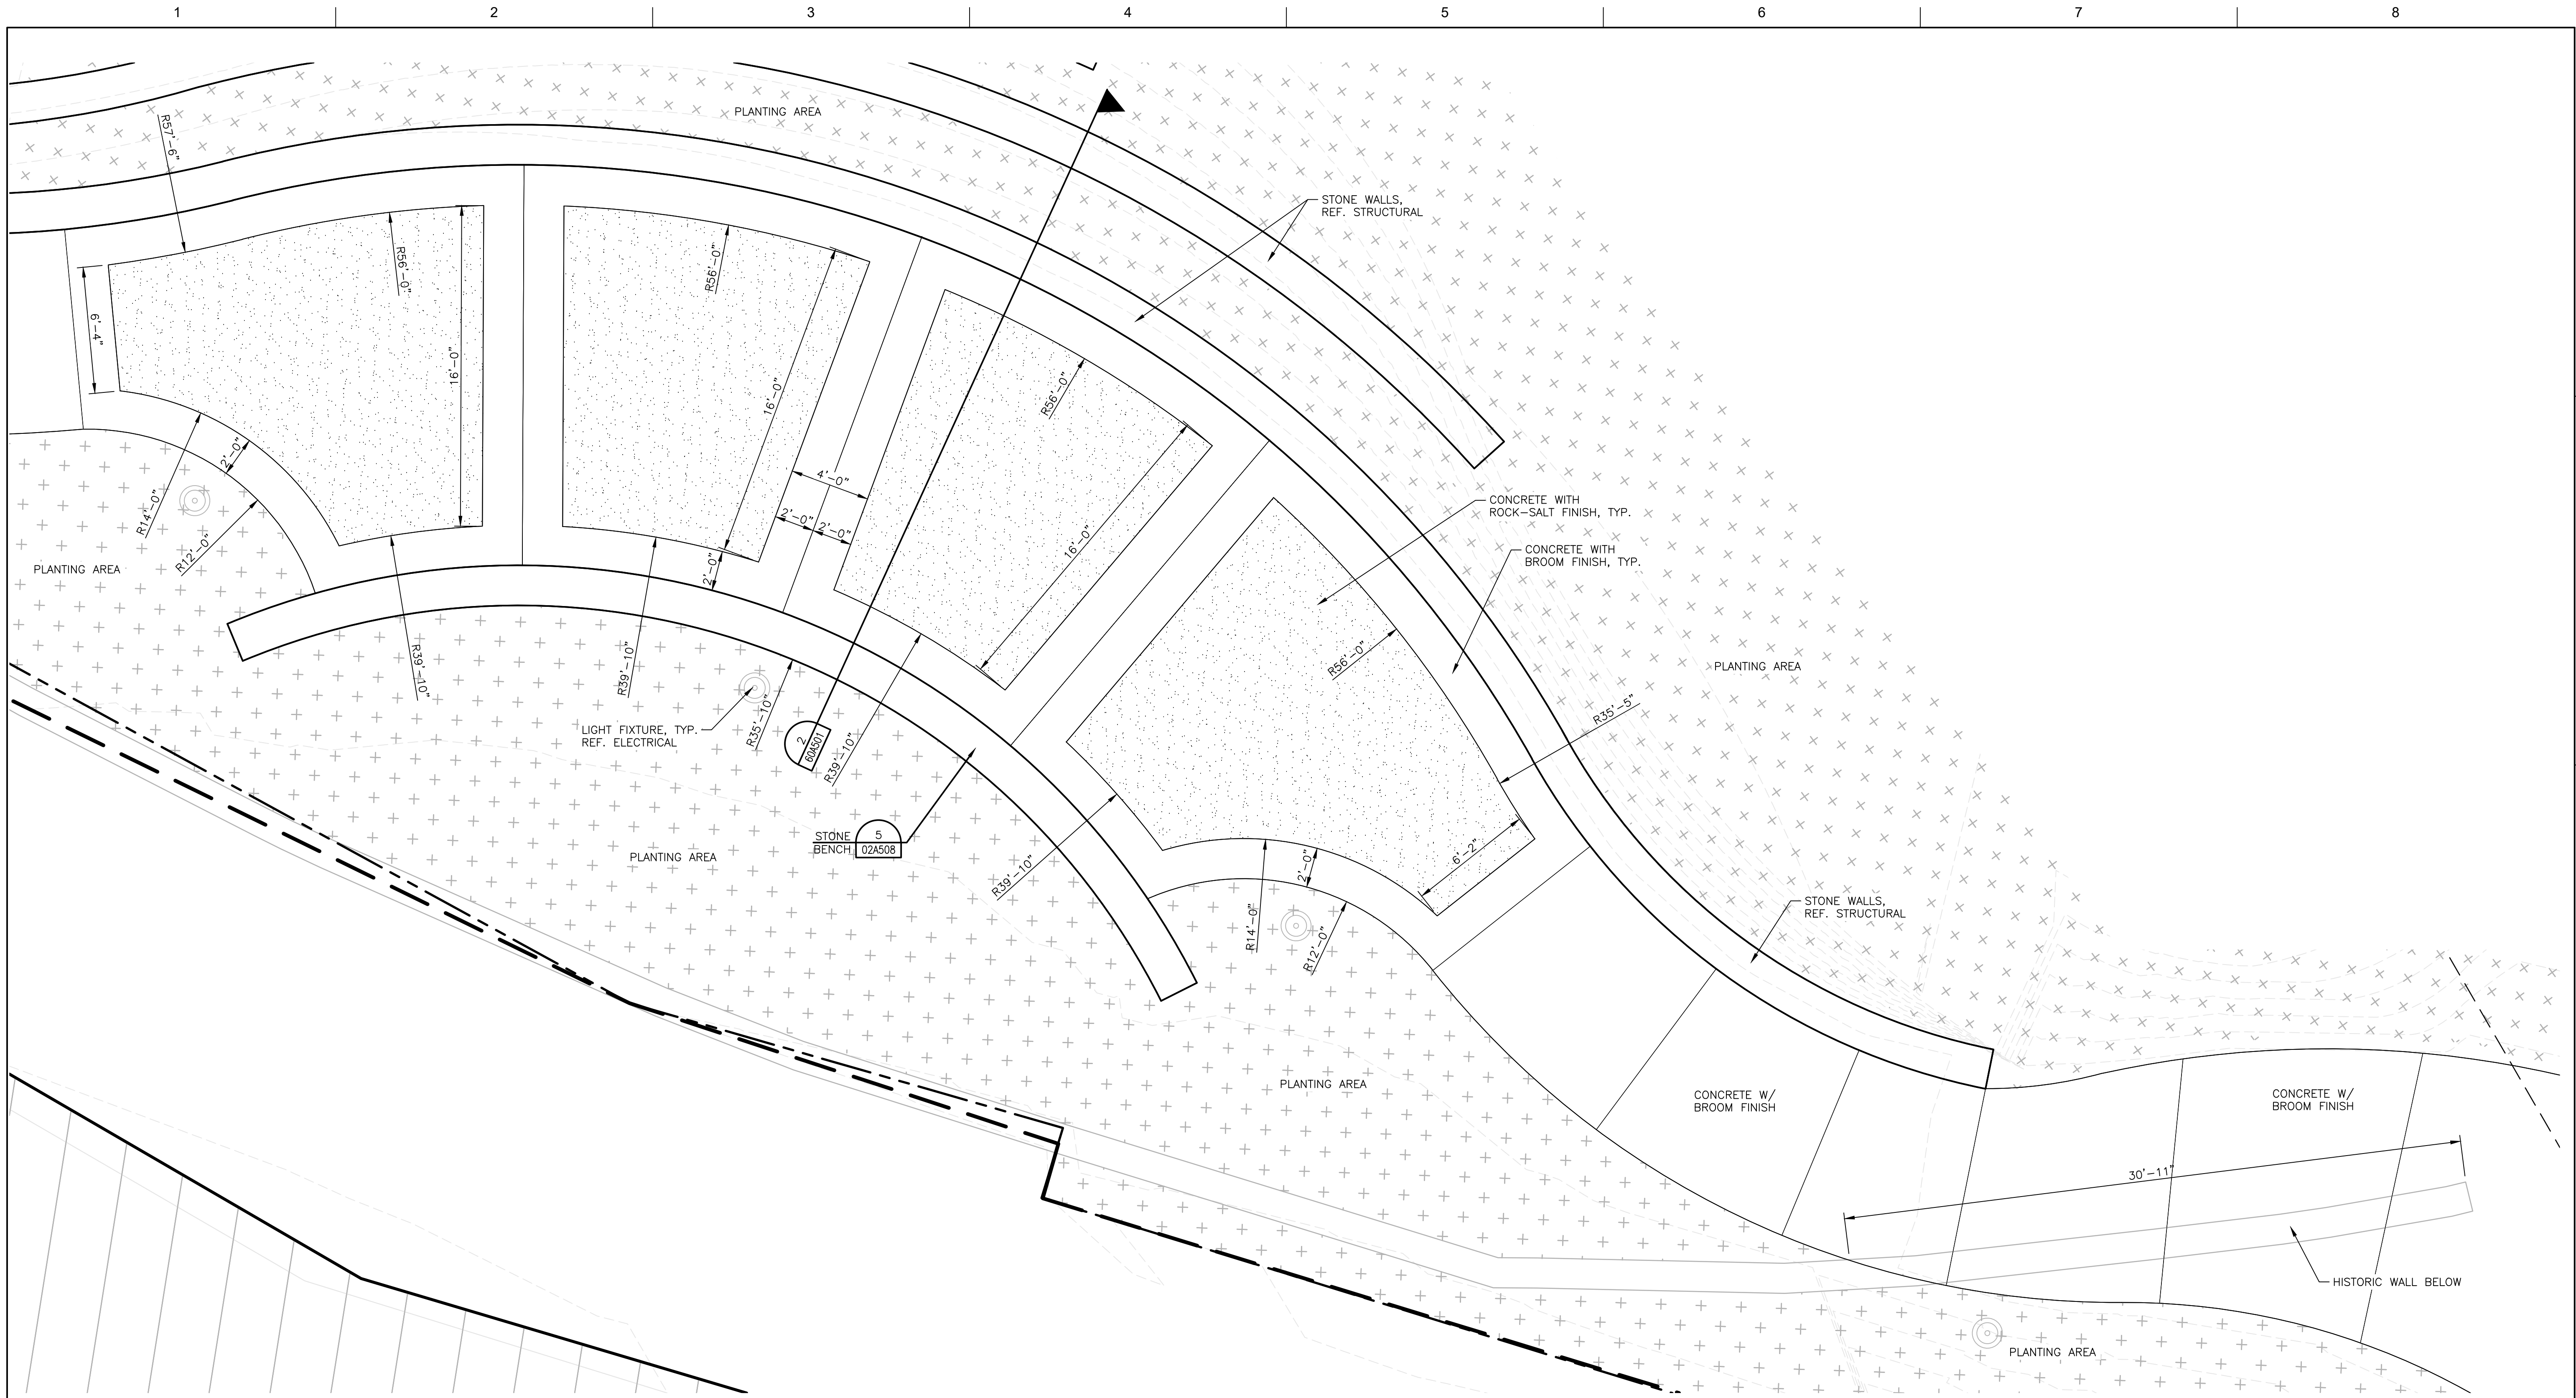 1
2
3
4
5
6
7
8
PLANTING AREA
R57'-6"
STONE WALLS,
REF. STRUCTURAL
R56'-0"
R56'-0"
6'-4"
16'-0"
16'-0"
R56'-0"
2'-0"
4'-0"
2'-0"
2'-0"
16'-0"
R14'-0"
R12'-0"
CONCRETE WITH
ROCK-SALT FINISH, TYP.
CONCRETE WITH
BROOM FINISH, TYP.
PLANTING AREA
2'-0"
R39'-10"
R39'-10"
R56'-0"
PLANTING AREA
LIGHT FIXTURE, TYP.
REF. ELECTRICAL
R35'-10"
2
60A501
R39'-10"
R35'-5"
STONE
BENCH
5
02A508
PLANTING AREA
R39'-10"
2'-0"
6'-2"
R14'-0"
R12'-0"
STONE WALLS,
REF. STRUCTURAL
PLANTING AREA
CONCRETE W/
BROOM FINISH
CONCRETE W/
BROOM FINISH
30'-11"
HISTORIC WALL BELOW
PLANTING AREA